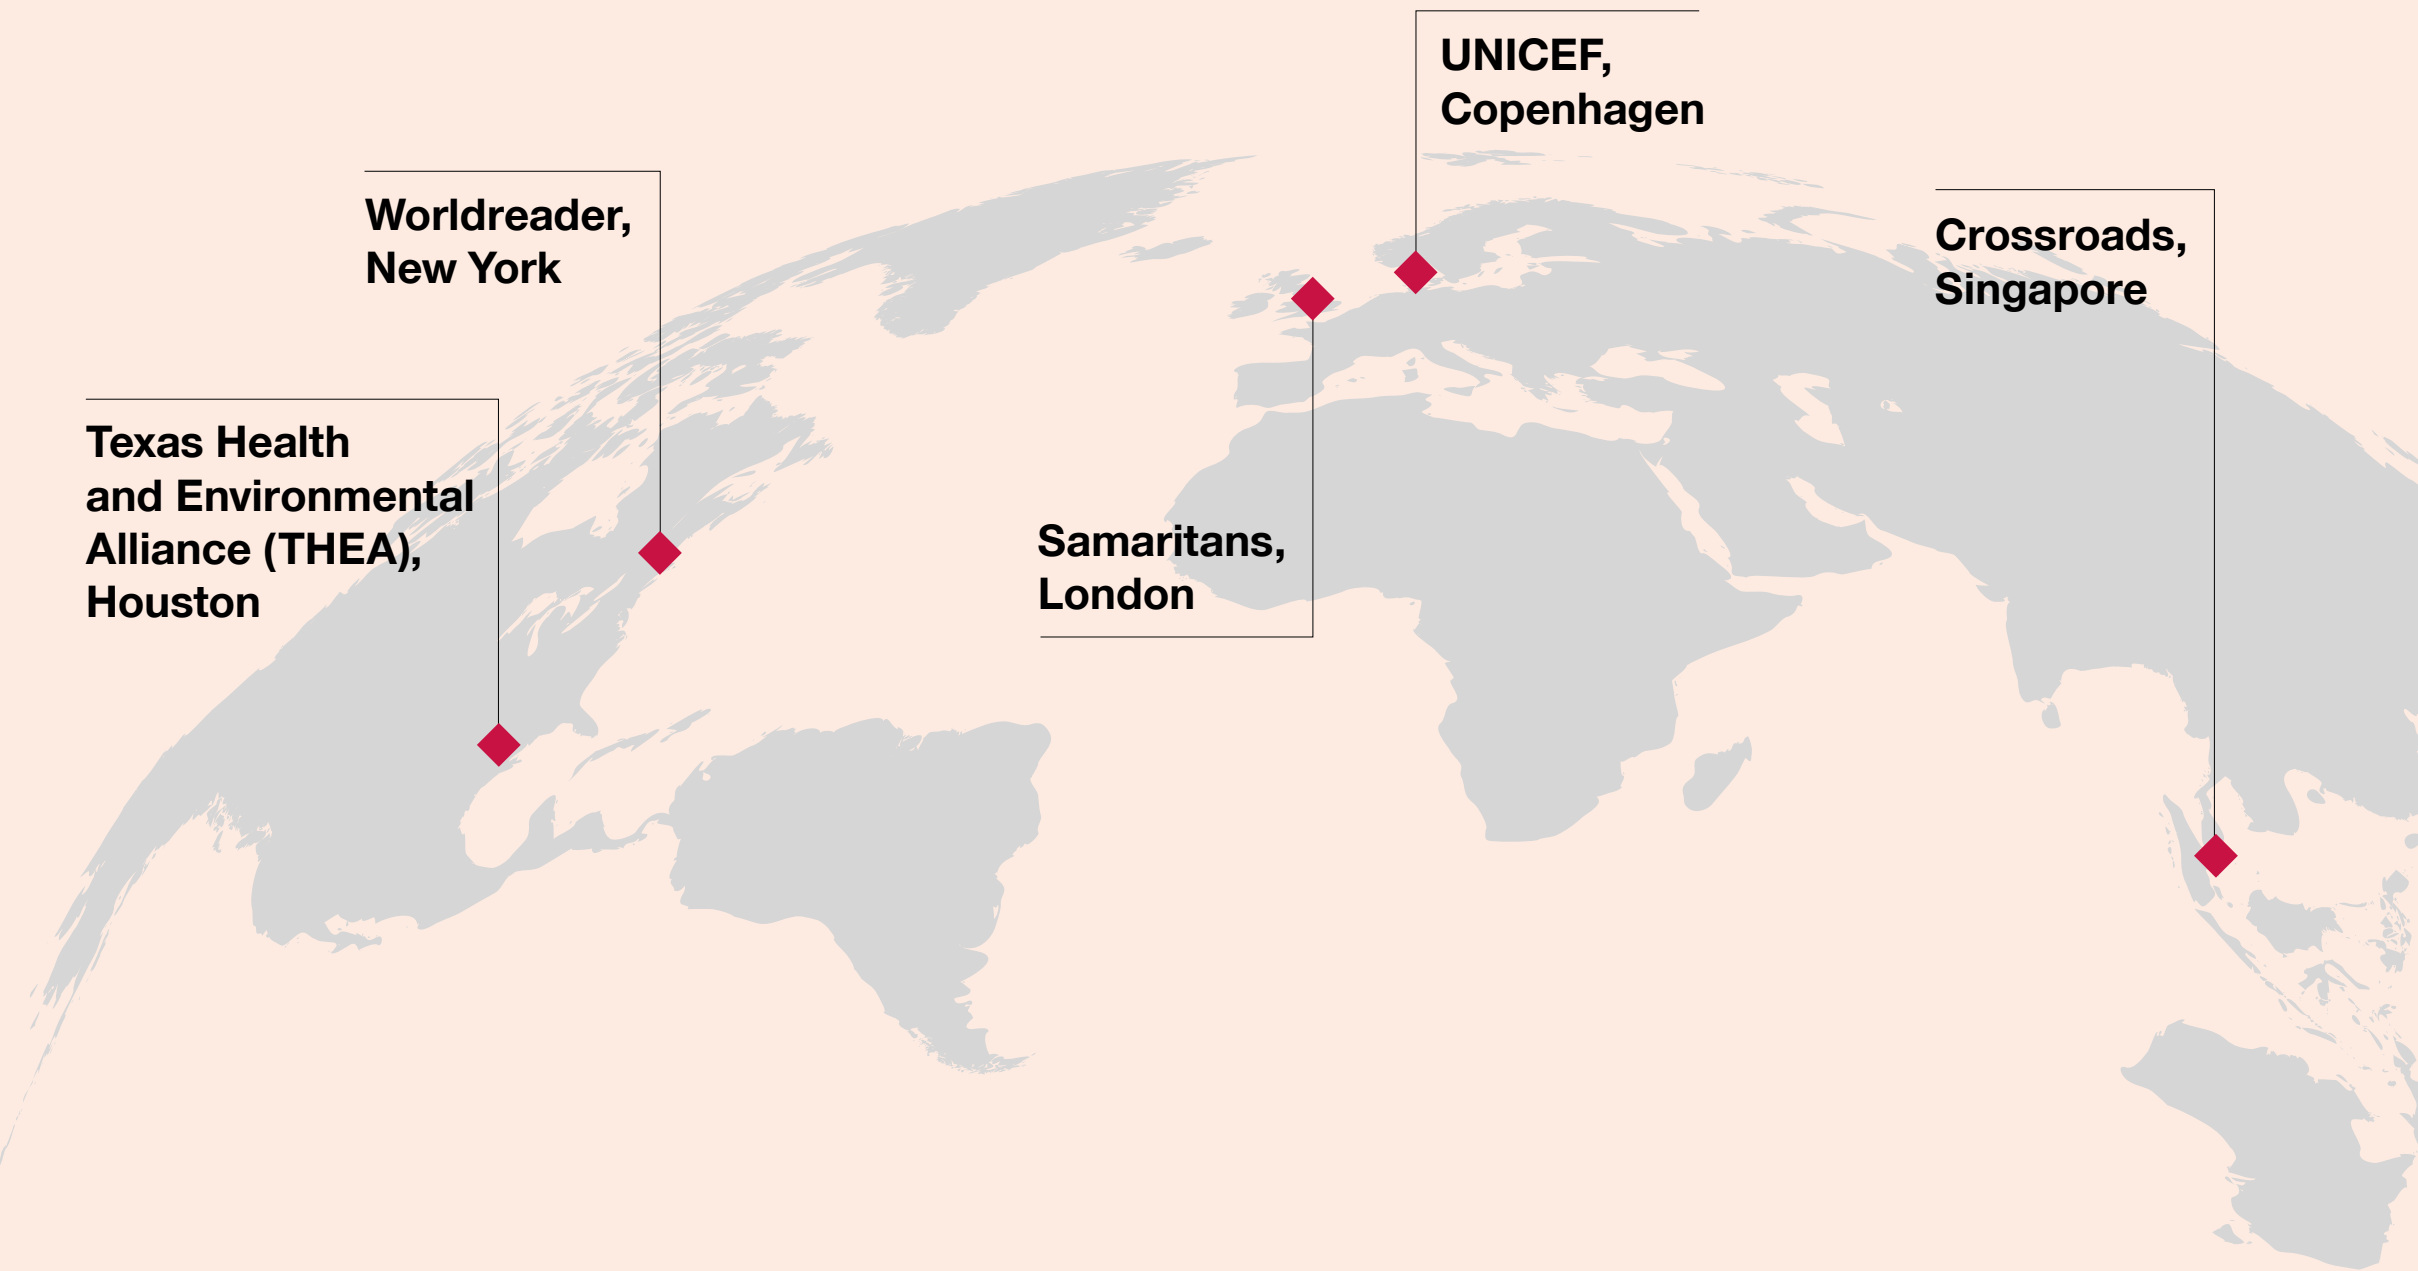 UNICEF,
Copenhagen
Worldreader,
New York
Crossroads,
Singapore
Texas Health
and Environmental
Alliance (THEA),
Houston
Samaritans,
London